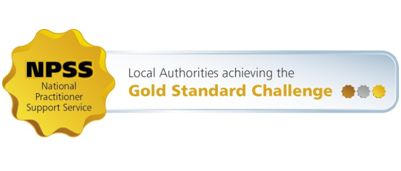 NPSS
National
Practitioner
Support Service
Local Authorities achieving the
Gold Standard Challenge